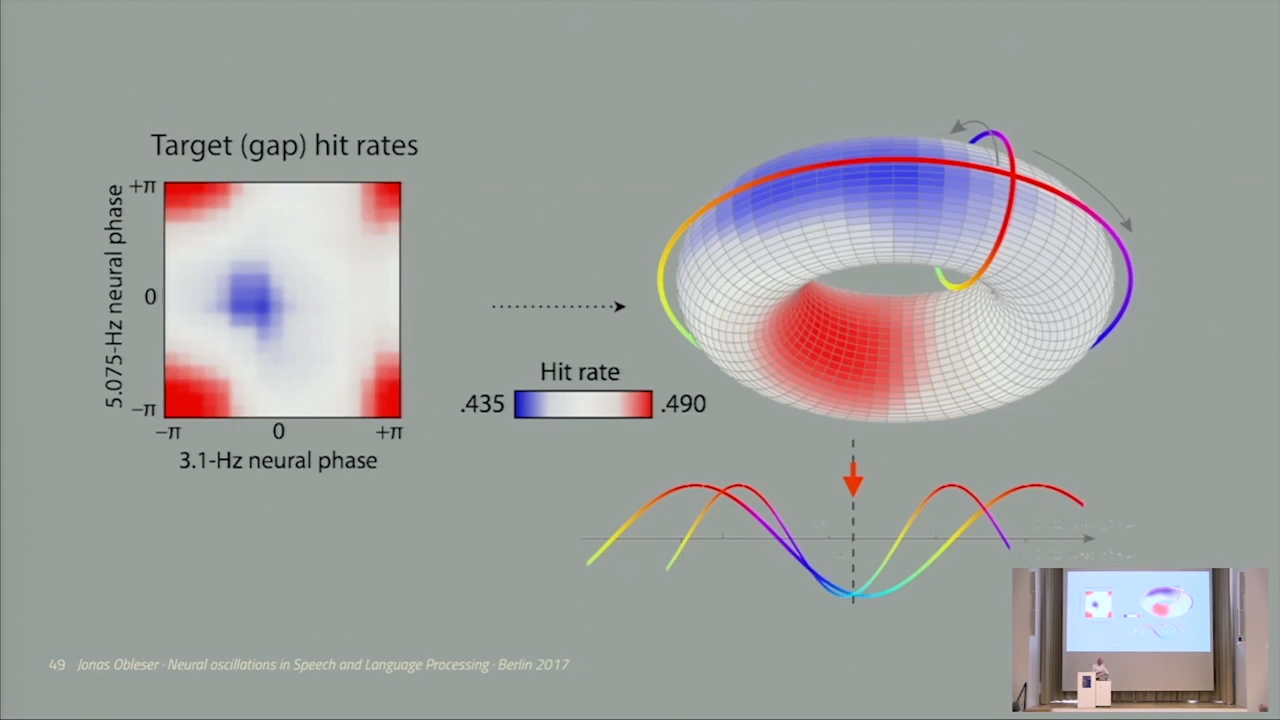 Target (gap) hit rates
+π
0
−π
5.075-Hz neural phase
−π
0
+π
3.1-Hz neural phase
Hit rate
.435
.490
49 Jonas Obleser · Neural oscillations in Speech and Language Processing · Berlin 2017